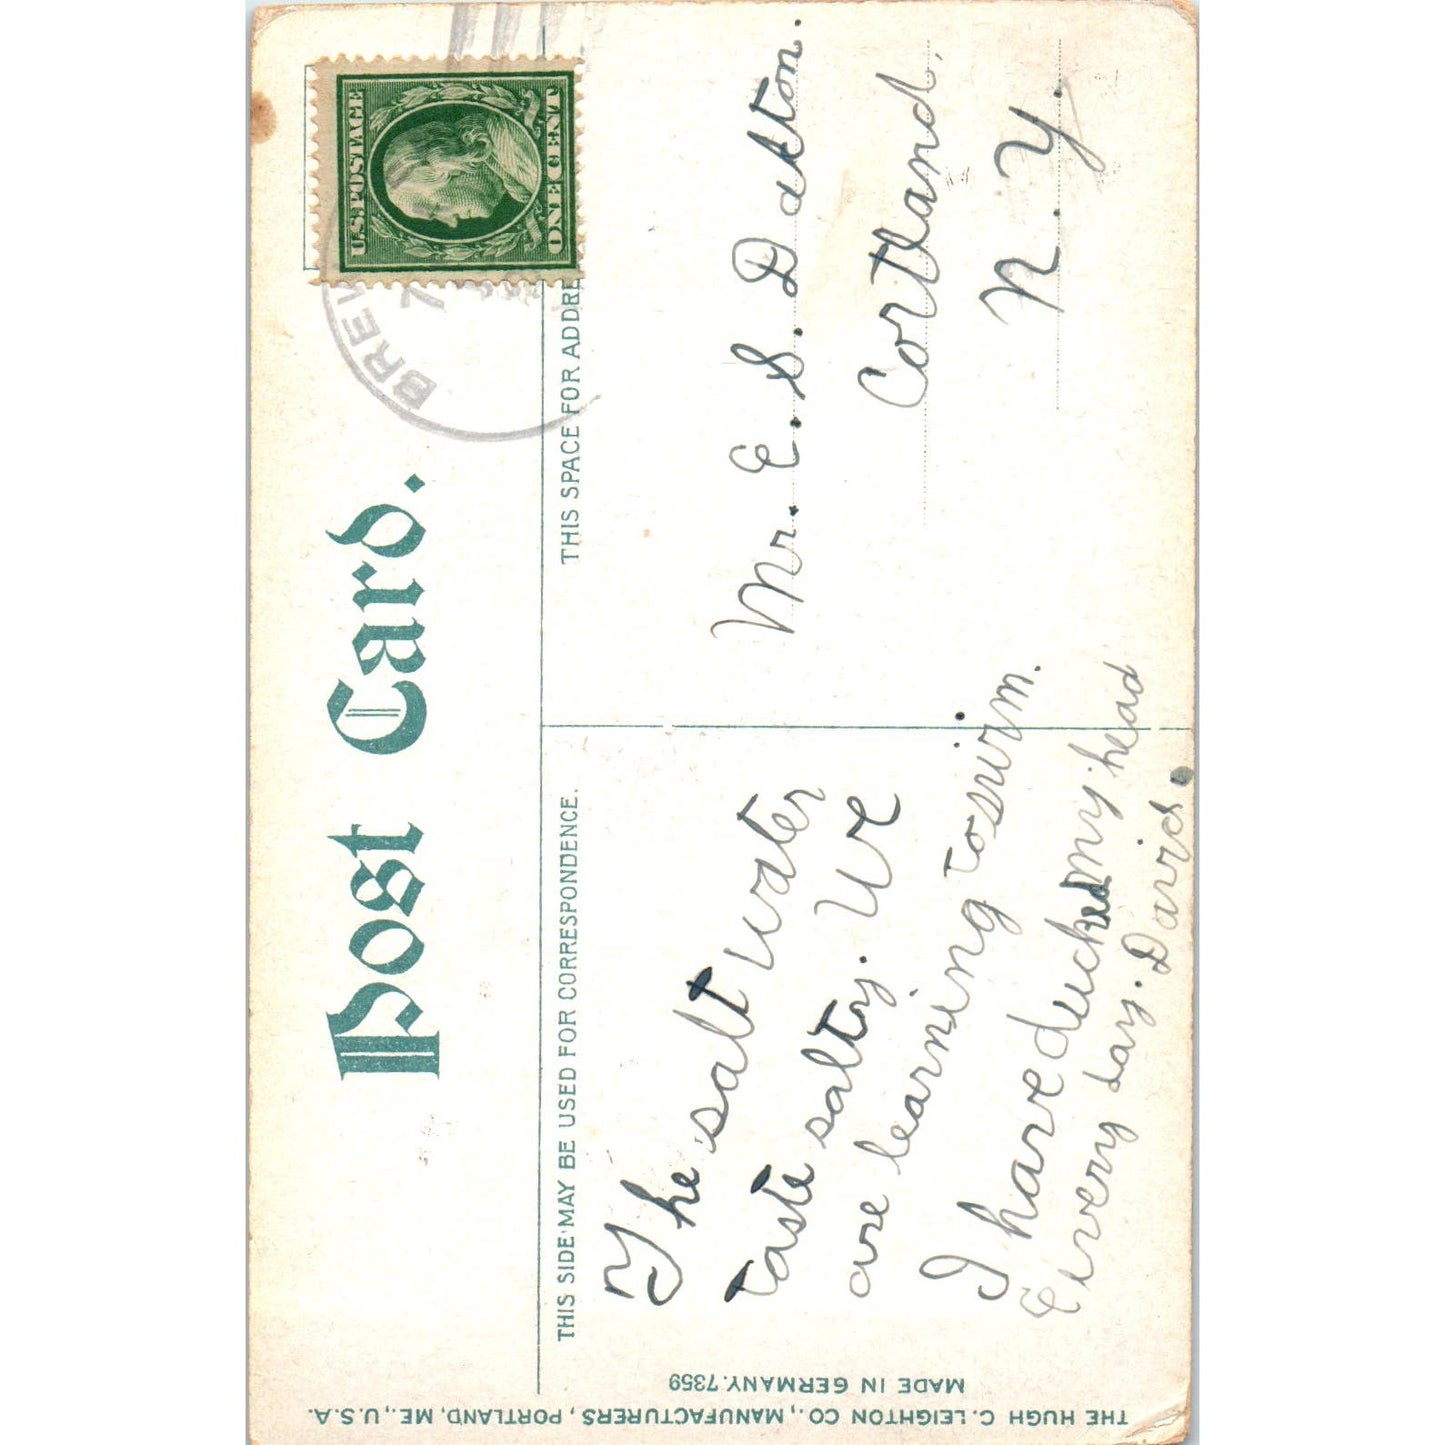 Post Card.
U.S. POSTAGE
ONE CENT
7
THIS SIDE MAY BE USED FOR CORRESPONDENCE.
THIS SPACE FOR
The salt water
taste salty. We
are learning to swim.
I have ducked my head
Every day. David.
Mr. E. S. Dalton.
Cortland,
N.Y.
THE HUGH C. LEIGHTON CO., MANUFACTURERS, PORTLAND, ME., U.S.A.
MADE IN GERMANY. 7359